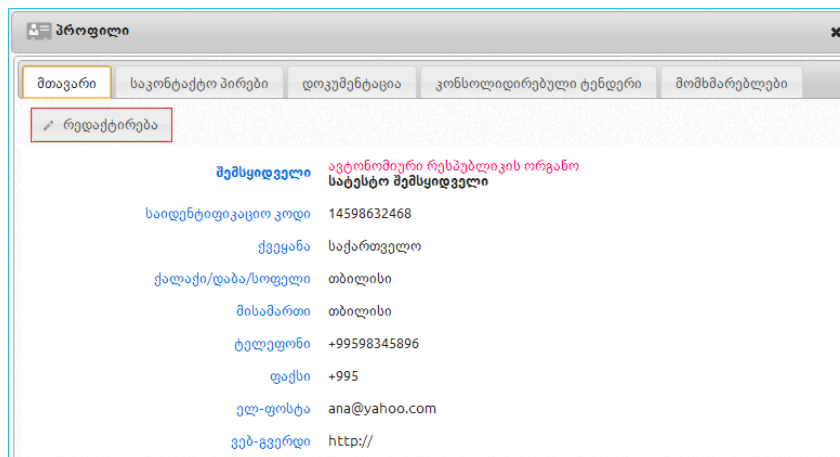 პროფილი
მთავარი საკონტაქტო პირები დოკუმენტაცია კონსოლიდირებული ტენდერი მომხმარებლები
რედაქტირება
შემსყიდველი ავტონომიური რესპუბლიკის ორგანო
სატესტო შემსყიდველი
საიდენტიფიკაციო კოდი 14598632468
ქვეყანა საქართველო
ქალაქი/დაბა/სოფელი თბილისი
მისამართი თბილისი
ტელეფონი +99598345896
ფაქსი +995
ელ-ფოსტა ana@yahoo.com
ვებ-გვერდი http://